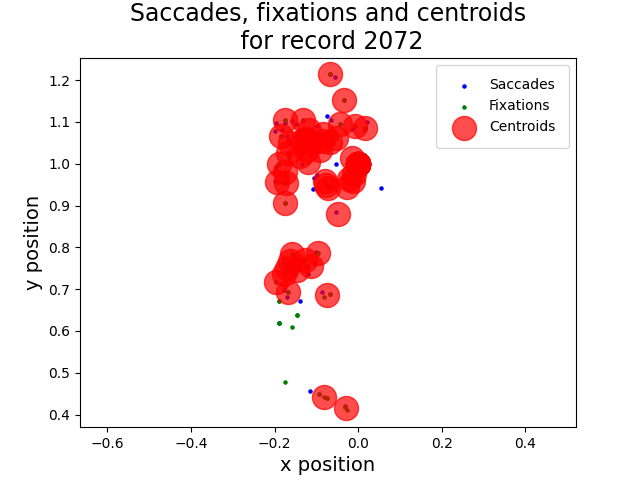 Saccades, fixations and centroids
for record 2072
Saccades
Fixations
Centroids
1.2
1.1
1.0
0.9
0.8
0.7
0.6
0.5
0.4
y position
−0.6
−0.4
−0.2
0.0
0.2
0.4
x position